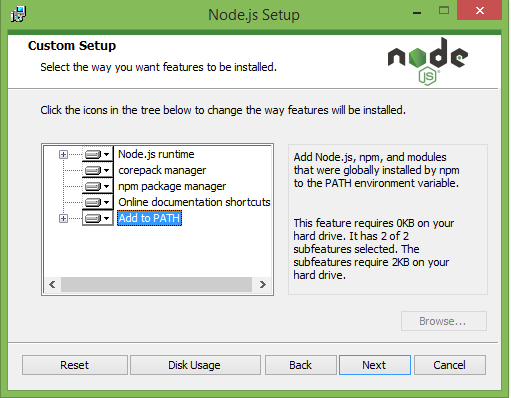 Node.js Setup
Custom Setup
Select the way you want features to be installed.
node
JS
Click the icons in the tree below to change the way features will be installed.
Node.js runtime
corepack manager
npm package manager
Online documentation shortcuts
Add to PATH
Add Node.js, npm, and modules
that were globally installed by npm
to the PATH environment variable.
This feature requires 0KB on your
hard drive. It has 2 of 2
subfeatures selected. The
subfeatures require 2KB on your
hard drive.
Browse...
Reset
Disk Usage
Back
Next
Cancel